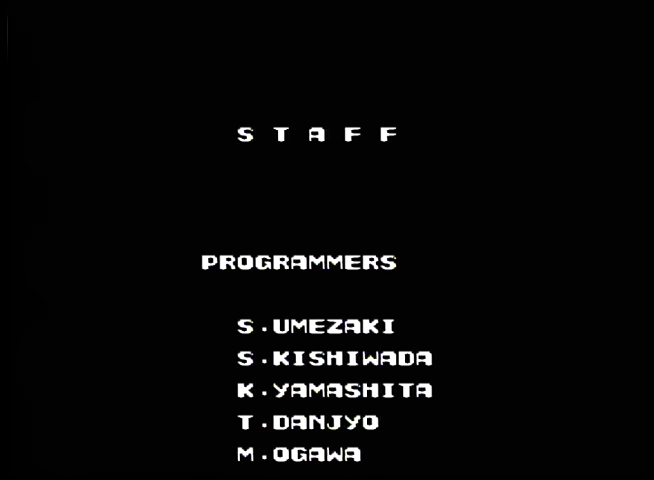 S T A F F
PROGRAMMERS
S.UMEZAKI
S.KISHIWADA
K.YAMASHITA
T.DANJYO
M.OGAWA